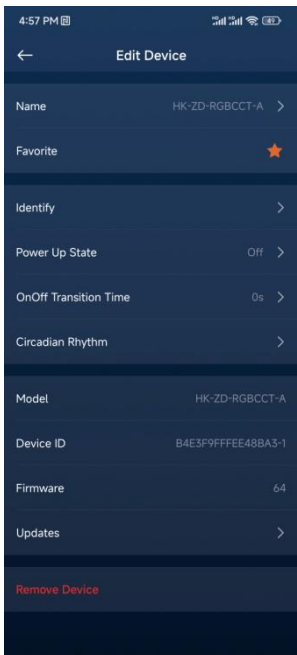 4:57 PM
Edit Device
Name HK-ZD-RGBCCT-A
Favorite
Identify
Power Up State Off
OnOff Transition Time 0s
Circadian Rhythm
Model HK-ZD-RGBCCT-A
Device ID B4E3F9FFFEE48BA3-1
Firmware 64
Updates
Remove Device